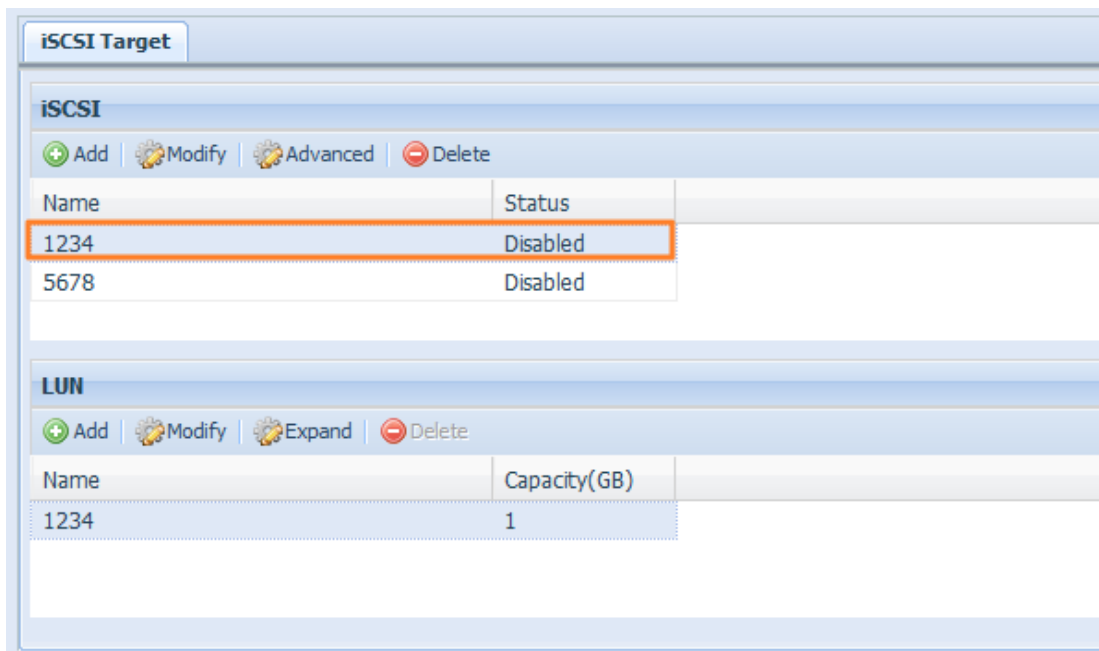 iSCSI Target
iSCSI
Add Modify Advanced Delete
Name Status
1234 Disabled
5678 Disabled
LUN
Add Modify Expand Delete
Name Capacity(GB)
1234 1